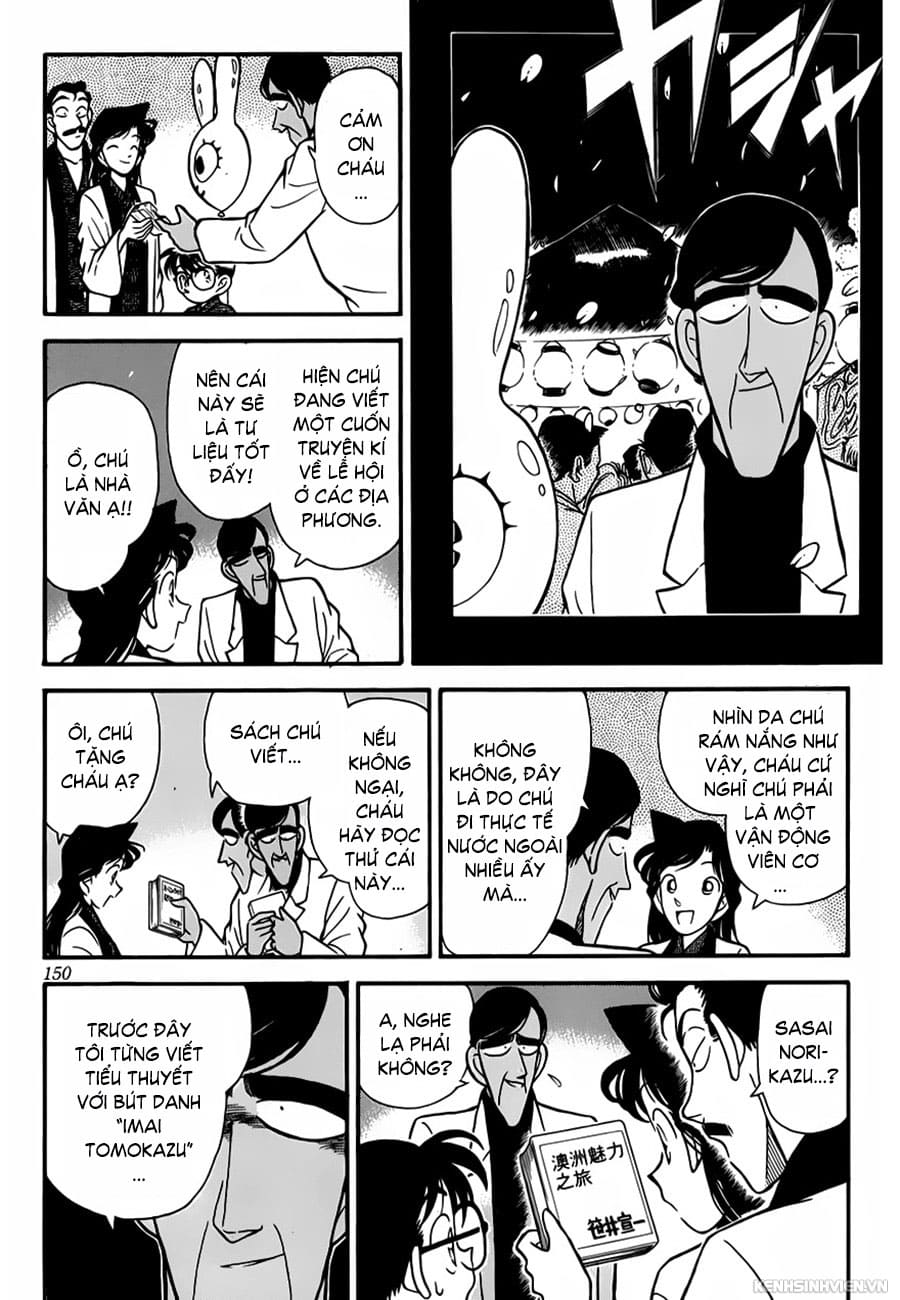 カシャ
CẢM
ƠN
CHÁU
...
HIỆN CHÚ
ĐANG VIẾT
MỘT CUỐN
TRUYỆN KÍ
VỀ LỄ HỘI
Ở CÁC ĐỊA
PHƯƠNG.
NÊN CÁI
NÀY SẼ
LÀ TƯ
LIỆU TỐT
ĐẤY!
Ồ, CHÚ
LÀ NHÀ
VĂN Ạ!!
NHÌN DA CHÚ
RÁM NẮNG NHƯ
VẬY, CHÁU CỨ
NGHĨ CHÚ PHẢI
LÀ MỘT
VẬN ĐỘNG
VIÊN CƠ
...
KHÔNG
KHÔNG, ĐÂY
LÀ DO CHÚ
ĐI THỰC TẾ
NƯỚC NGOÀI
NHIỀU ẤY
MÀ...
NẾU
KHÔNG
NGẠI,
CHÁU
HÃY ĐỌC
THỬ CÁI
NÀY...
SÁCH CHÚ
VIẾT...
ÔI, CHÚ
TẶNG
CHÁU Ạ?
150
SASAI
NORI-
KAZU...?
A, NGHE
LẠ PHẢI
KHÔNG?
澳洲魅力
之旅
笹井宣一
TRƯỚC ĐÂY
TÔI TỪNG VIẾT
TIỂU THUYẾT
VỚI BÚT DANH
“IMAI
TOMOKAZU”
...
KENHSINHVIEN.VN